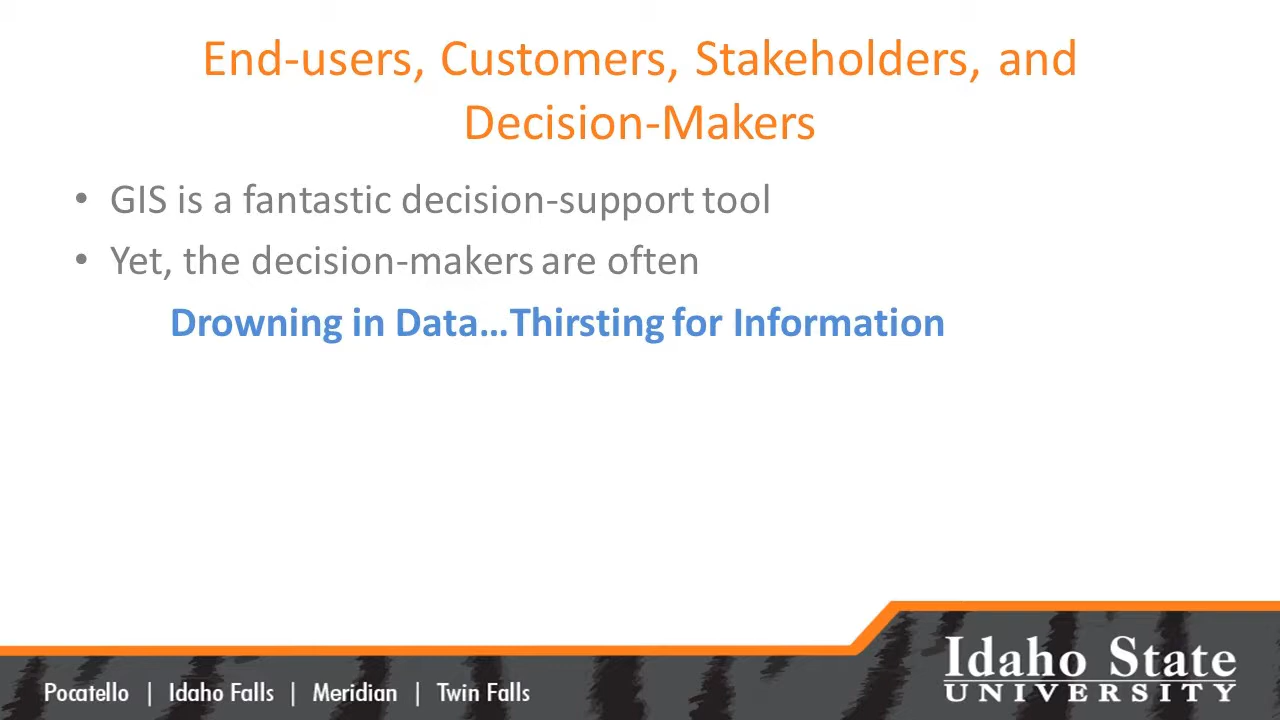 End-users, Customers, Stakeholders, and
Decision-Makers
• GIS is a fantastic decision-support tool
• Yet, the decision-makers are often
Drowning in Data…Thirsting for Information
Idaho State
UNIVERSITY
Pocatello | Idaho Falls | Meridian | Twin Falls